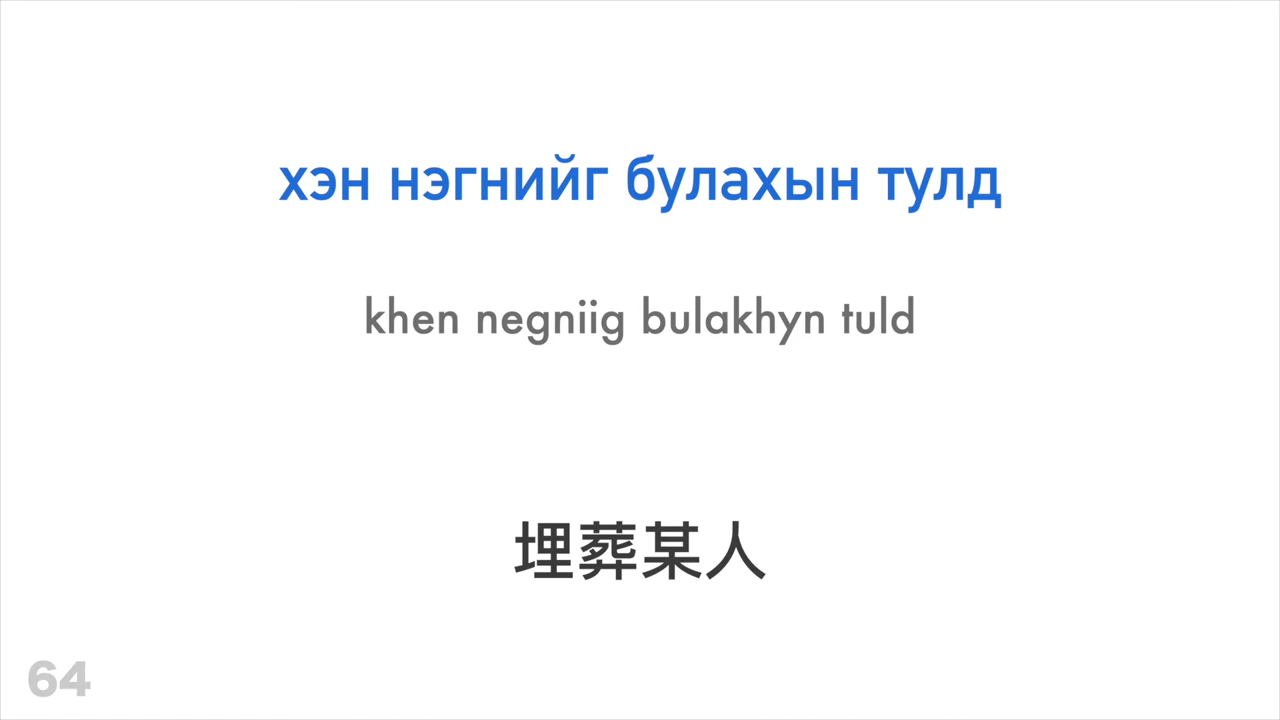 хэн нэгнийг булахын тулд
khen negniig bulakhyn tuld
埋葬某人
64